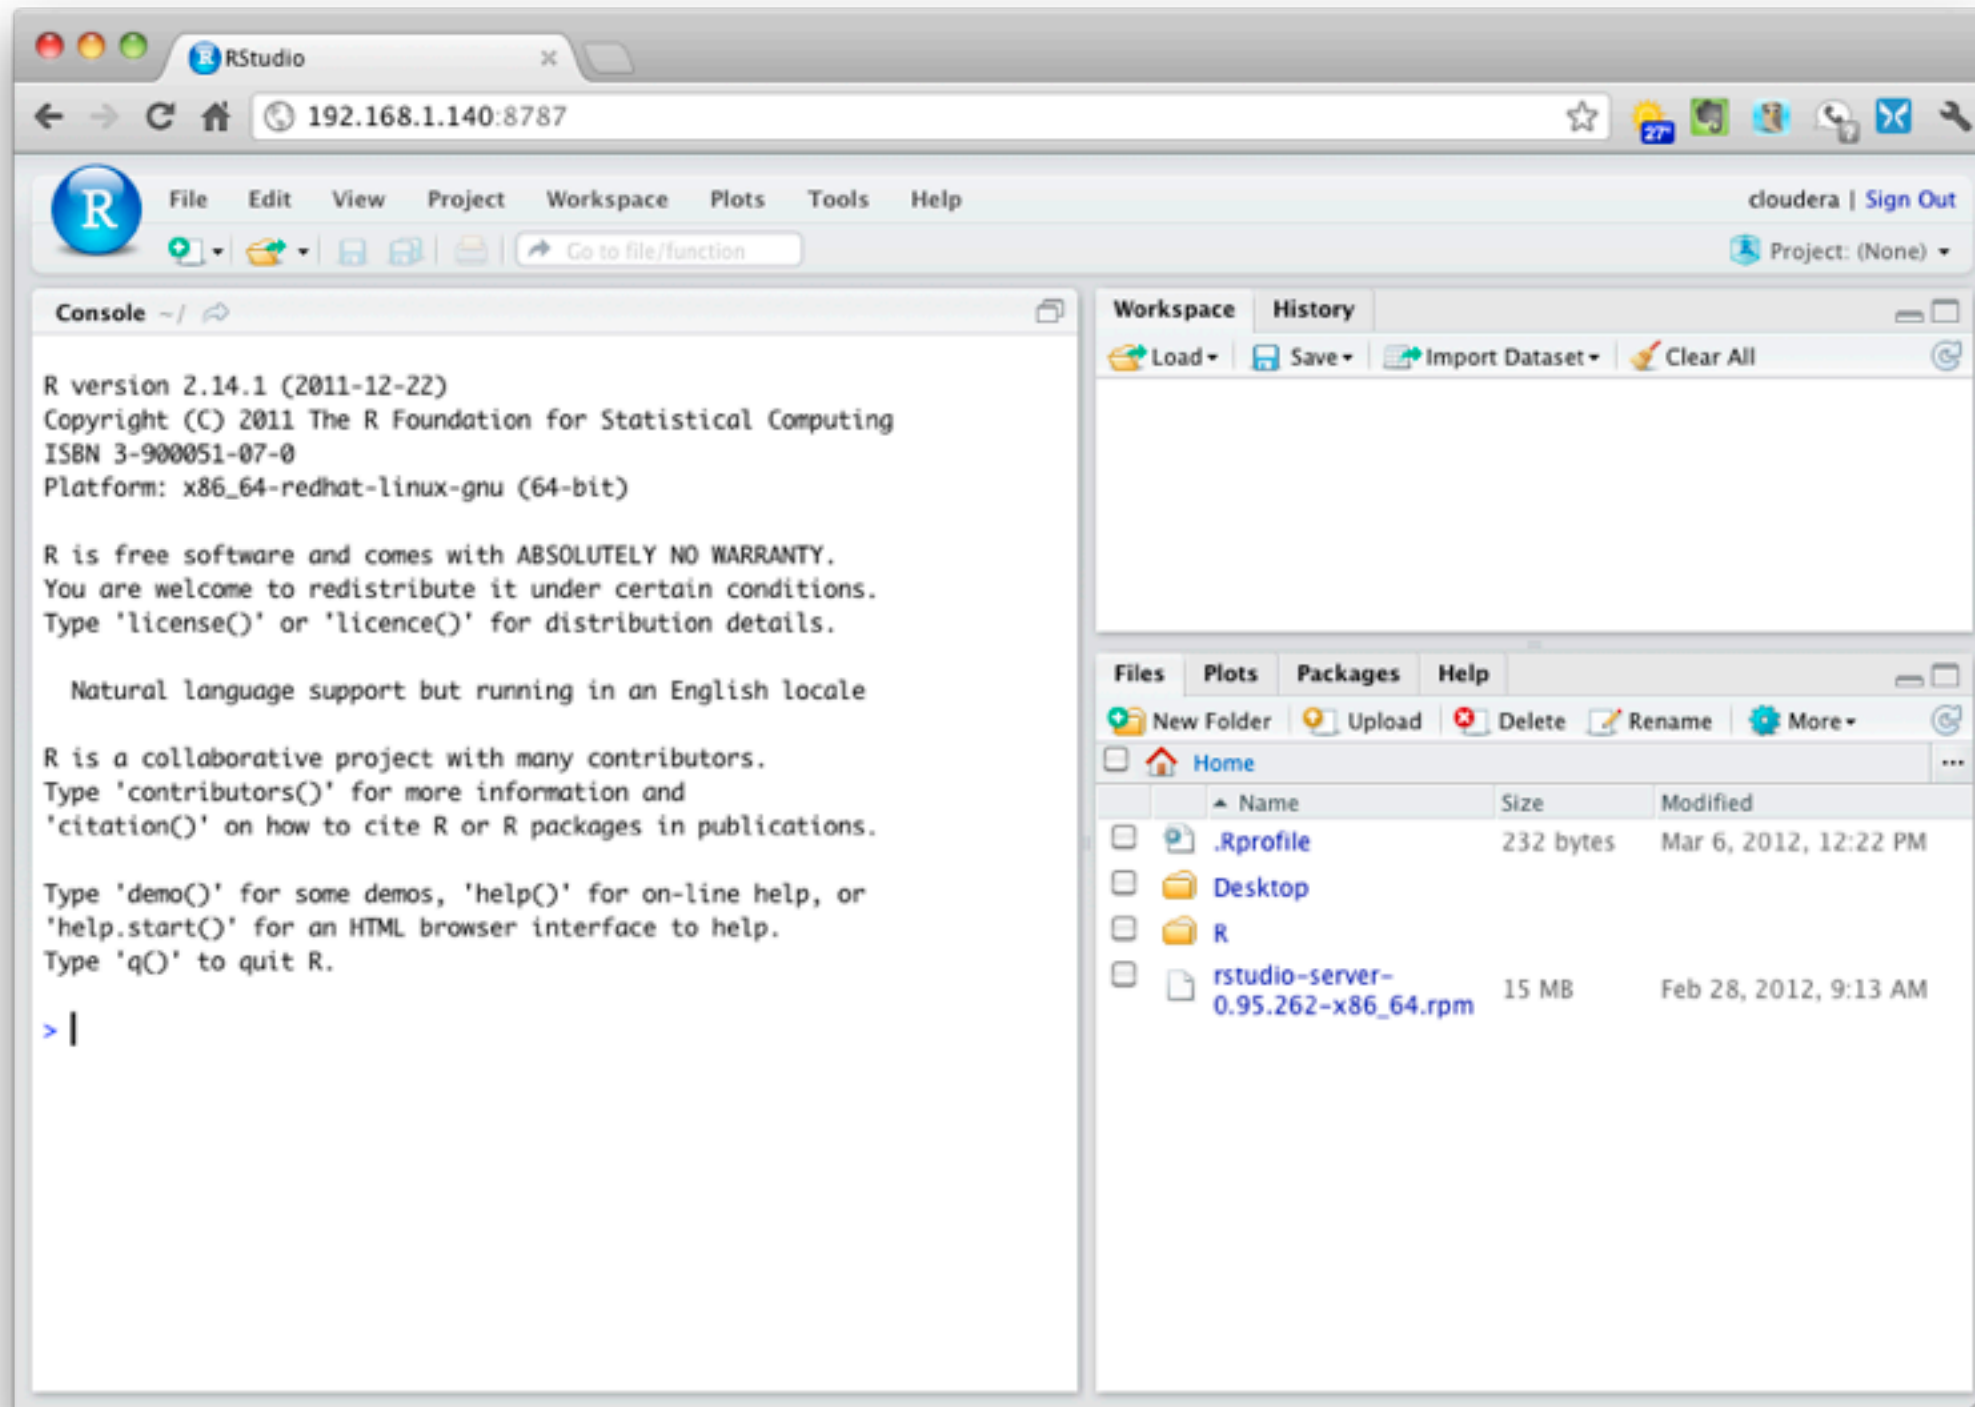 RStudio
192.168.1.140:8787
27°
R
File Edit View Project Workspace Plots Tools Help
cloudera | Sign Out
Go to file/function
Project: (None)
Console ~/
R version 2.14.1 (2011-12-22)
Copyright (C) 2011 The R Foundation for Statistical Computing
ISBN 3-900051-07-0
Platform: x86_64-redhat-linux-gnu (64-bit)
R is free software and comes with ABSOLUTELY NO WARRANTY.
You are welcome to redistribute it under certain conditions.
Type 'license()' or 'licence()' for distribution details.
Natural language support but running in an English locale
R is a collaborative project with many contributors.
Type 'contributors()' for more information and
'citation()' on how to cite R or R packages in publications.
Type 'demo()' for some demos, 'help()' for on-line help, or
'help.start()' for an HTML browser interface to help.
Type 'q()' to quit R.
>
Workspace History
Load Save Import Dataset Clear All
Files Plots Packages Help
New Folder Upload Delete Rename More
Home ...
Name Size Modified
.Rprofile 232 bytes Mar 6, 2012, 12:22 PM
Desktop
R
rstudio-server-
0.95.262-x86_64.rpm 15 MB Feb 28, 2012, 9:13 AM